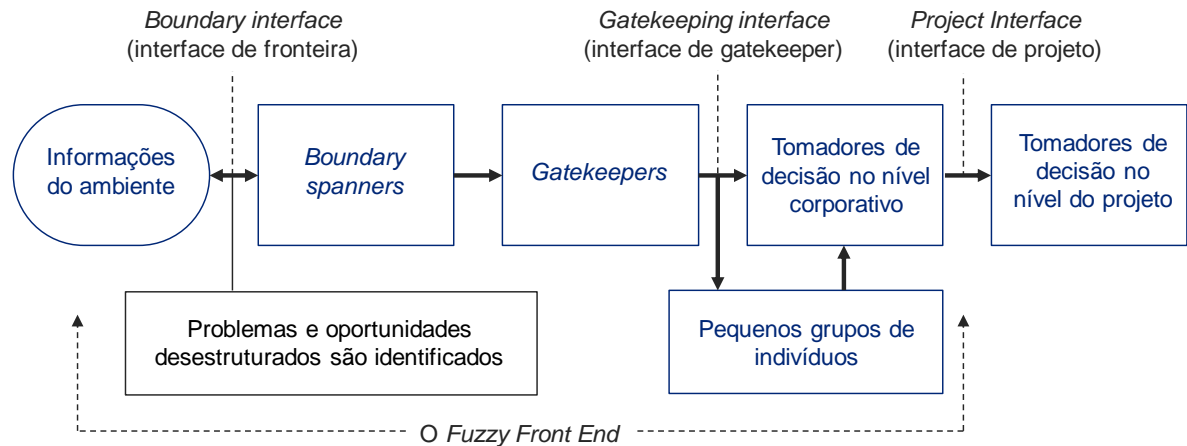 Boundary interface
(interface de fronteira)
Gatekeeping interface
(interface de gatekeeper)
Project Interface
(interface de projeto)
Informações
do ambiente
Boundary
spanners
Gatekeepers
Tomadores de
decisão no nível
corporativo
Tomadores de
decisão no
nível do projeto
Problemas e oportunidades
desestruturados são identificados
Pequenos grupos de
indivíduos
O Fuzzy Front End